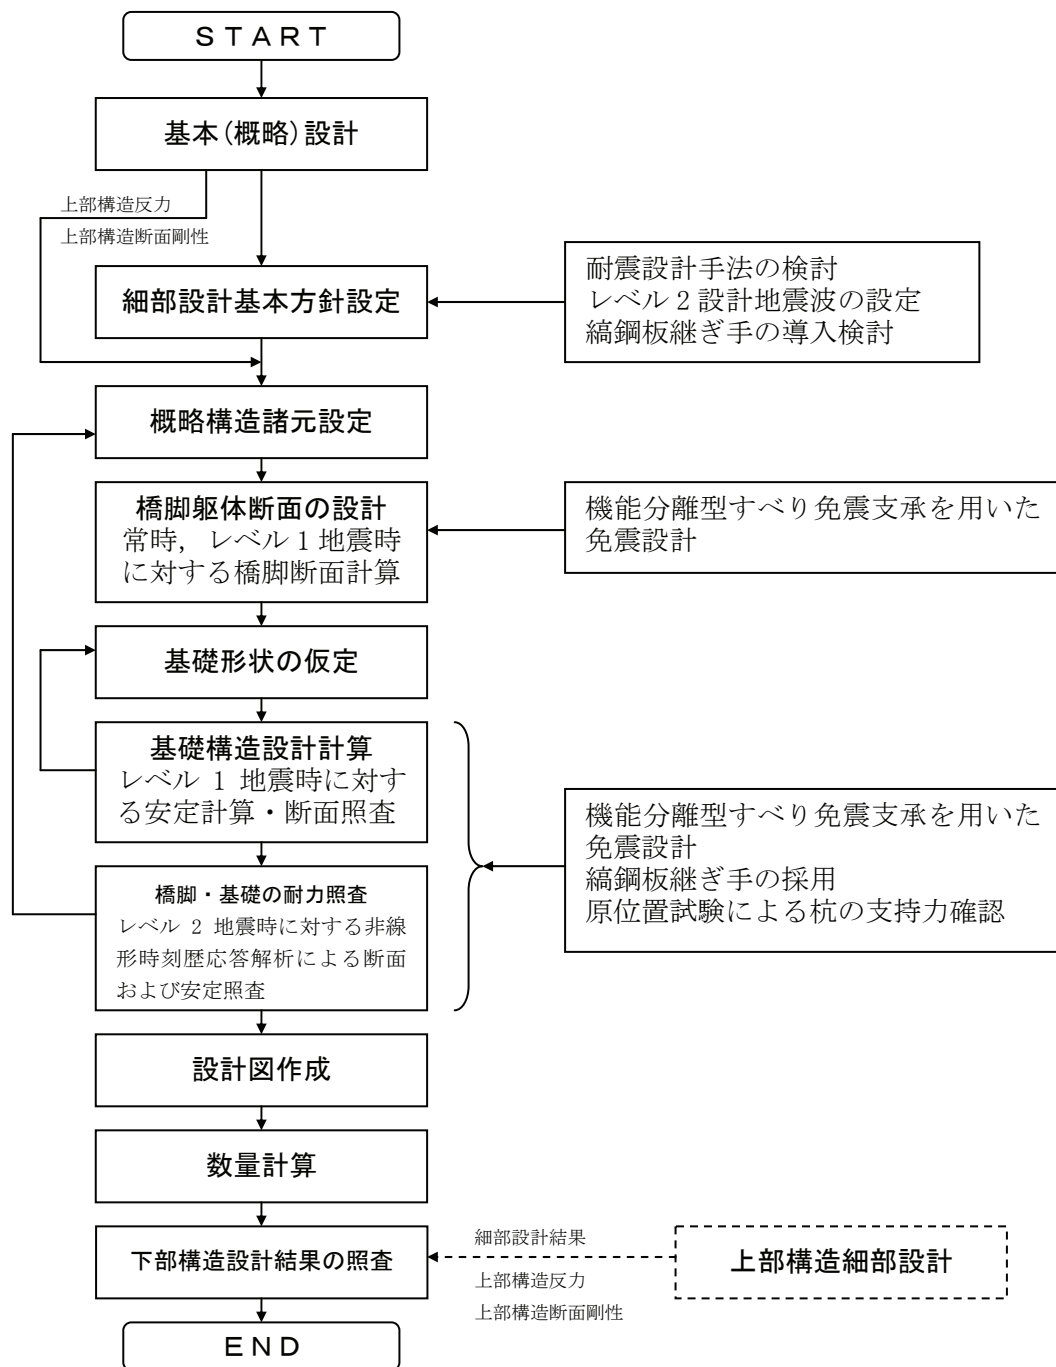 ＳＴＡＲＴ
基本（概略）設計
上部構造反力
上部構造断面剛性
細部設計基本方針設定
耐震設計手法の検討
レベル２設計地震波の設定
縞鋼板継ぎ手の導入検討
概略構造諸元設定
橋脚躯体断面の設計
常時，レベル１地震時
に対する橋脚断面計算
機能分離型すべり免震支承を用いた
免震設計
基礎形状の仮定
基礎構造設計計算
レベル 1 地震時に対す
る安定計算・断面照査
橋脚・基礎の耐力照査
レベル 2 地震時に対する非線
形時刻歴応答解析による断面
および安定照査
機能分離型すべり免震支承を用いた
免震設計
縞鋼板継ぎ手の採用
原位置試験による杭の支持力確認
設計図作成
数量計算
下部構造設計結果の照査
細部設計結果
上部構造反力
上部構造断面剛性
上部構造細部設計
ＥＮＤ